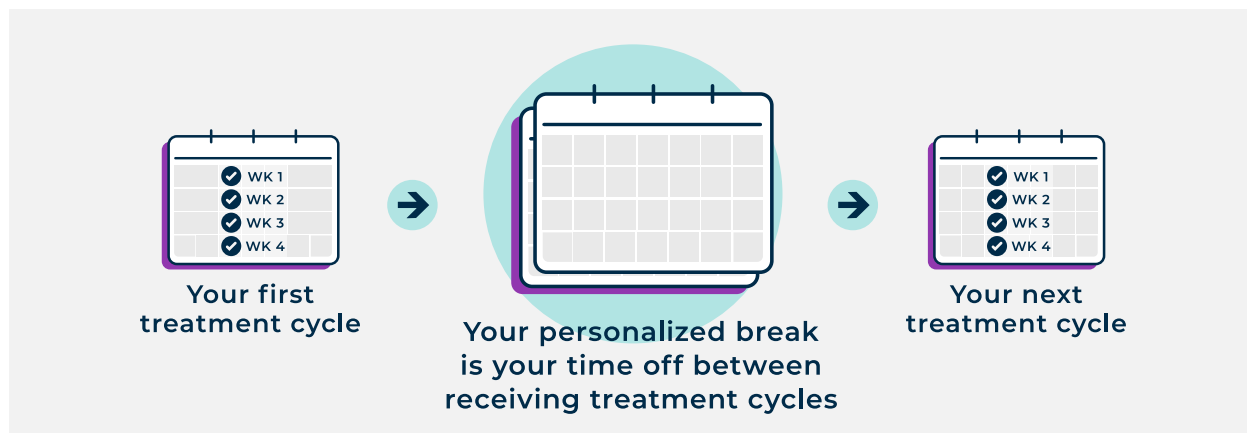 WK 1
WK 2
WK 3
WK 4
Your first
treatment cycle
Your personalized break
is your time off between
receiving treatment cycles
WK 1
WK 2
WK 3
WK 4
Your next
treatment cycle